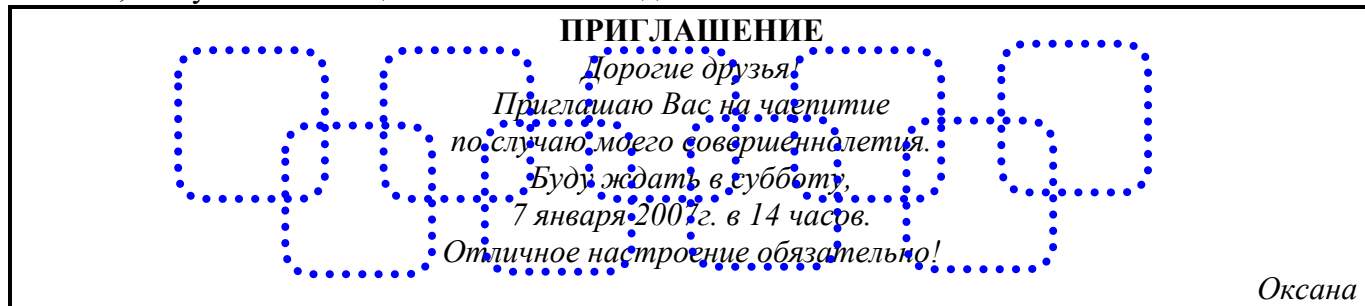 ПРИГЛАШЕНИЕ
Дорогие друзья!
Приглашаю Вас на чаепитие
по случаю моего совершеннолетия.
Буду ждать в субботу,
7 января 2007г. в 14 часов.
Отличное настроение обязательно!
Оксана